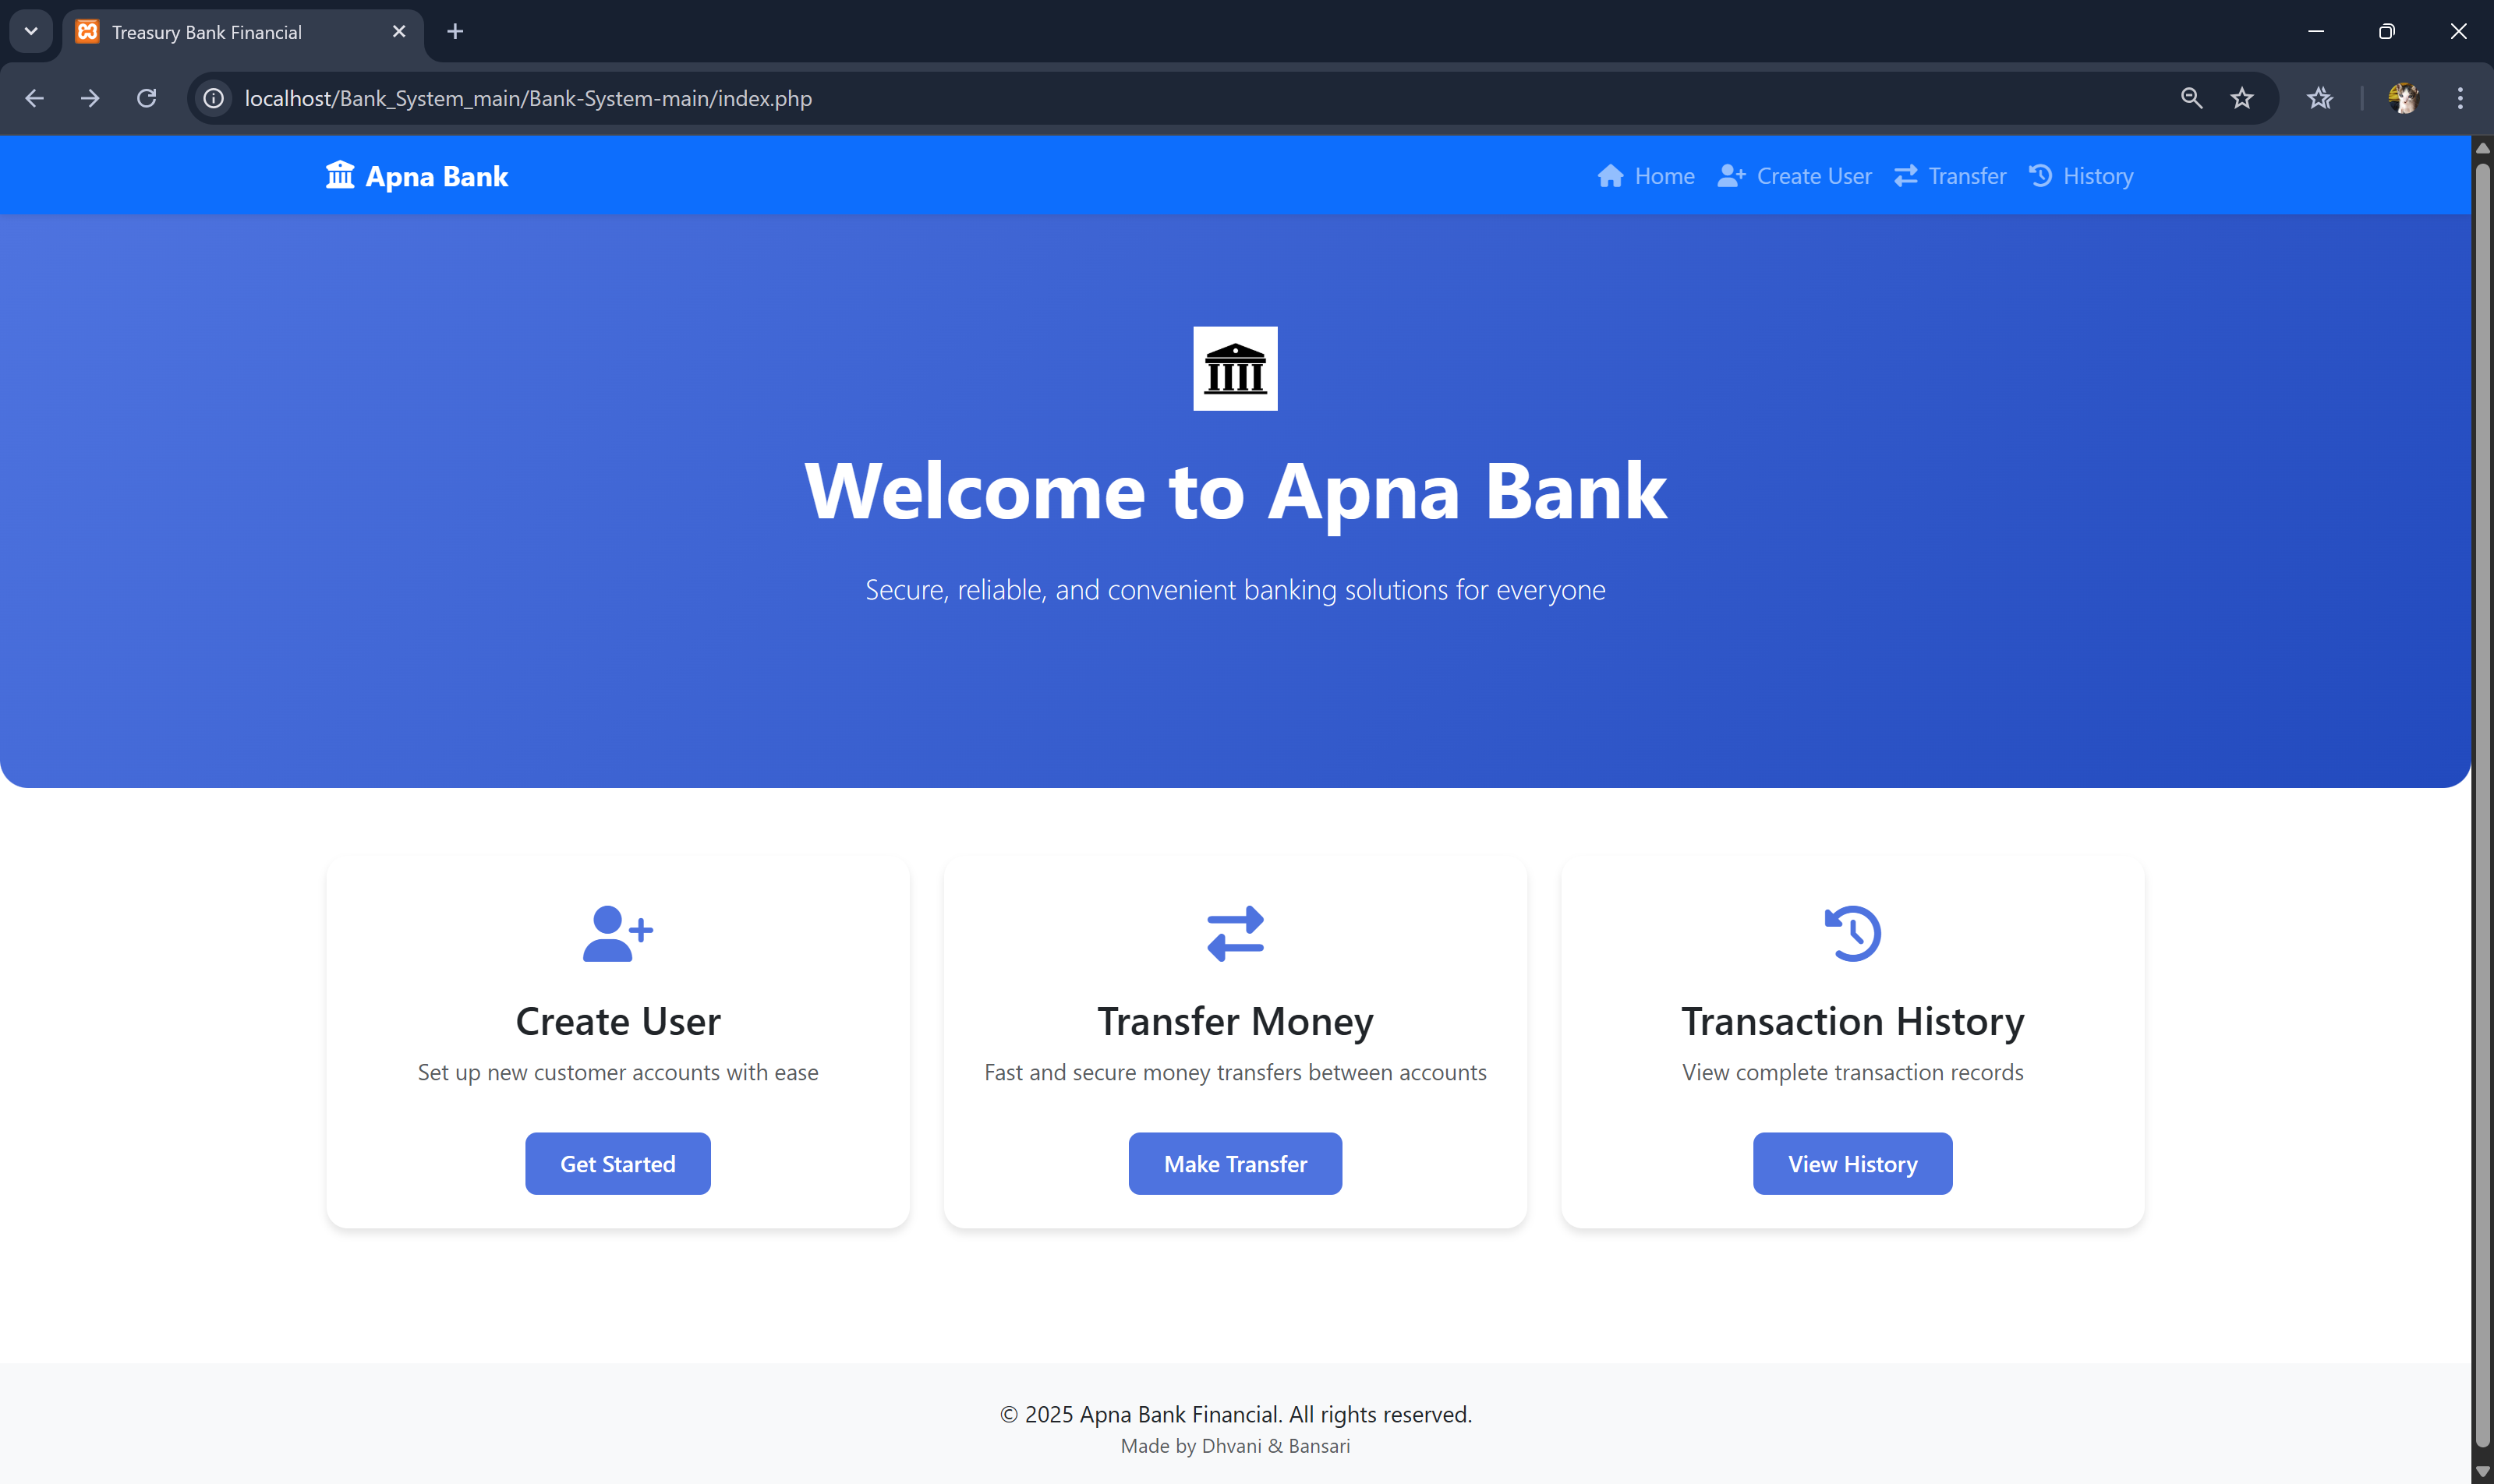 Treasury Bank Financial
localhost/Bank_System_main/Bank-System-main/index.php
Apna Bank
Home Create User Transfer History
Welcome to Apna Bank
Secure, reliable, and convenient banking solutions for everyone
Create User
Set up new customer accounts with ease
Get Started
Transfer Money
Fast and secure money transfers between accounts
Make Transfer
Transaction History
View complete transaction records
View History
© 2025 Apna Bank Financial. All rights reserved.
Made by Dhvani & Bansari